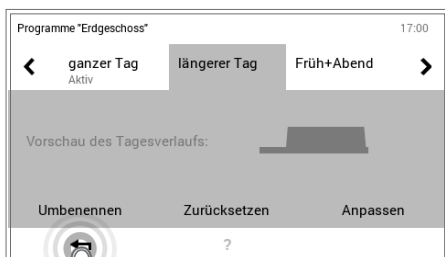 Programme "Erdgeschoss" 17:00
ganzer Tag längerer Tag Früh+Abend
Aktiv
Vorschau des Tagesverlaufs:
Umbenennen Zurücksetzen Anpassen
?